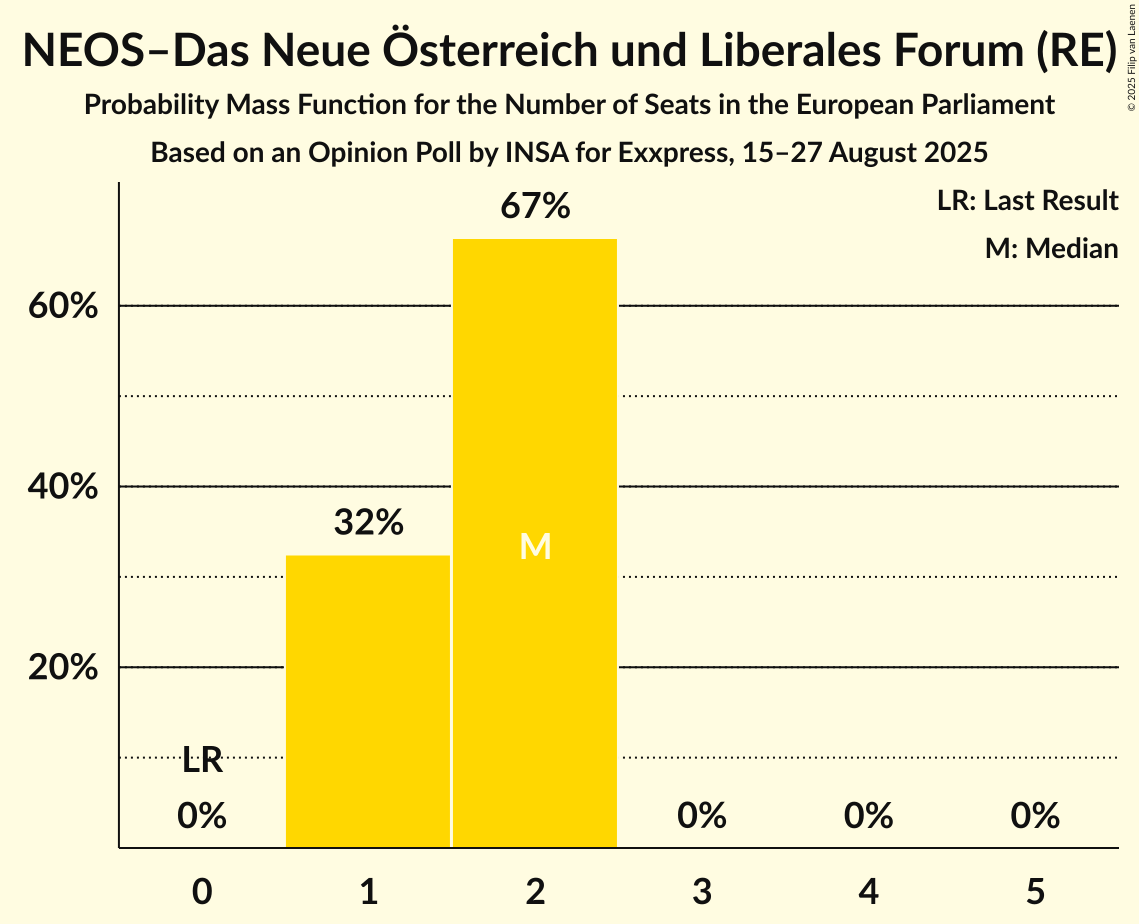 NEOS–Das Neue Österreich und Liberales Forum (RE)
Probability Mass Function for the Number of Seats in the European Parliament
Based on an Opinion Poll by INSA for Exxpress, 15–27 August 2025
© 2025 Filip van Laenen
LR: Last Result
M: Median
67%
60%
40%
32%
M
20%
LR
0%
0%
0%
0%
0
1
2
3
4
5